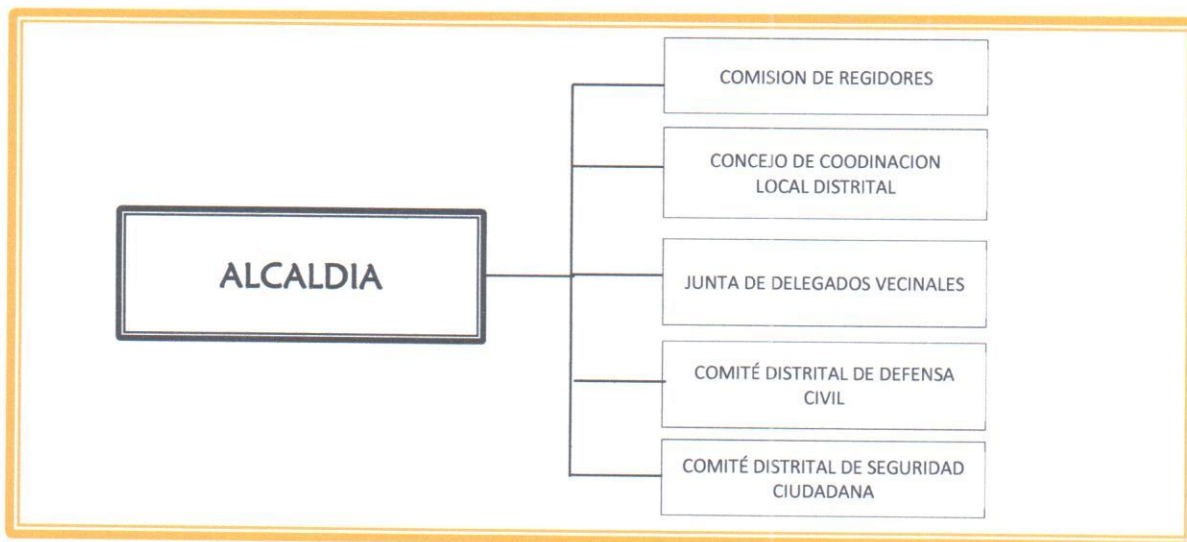 COMISION DE REGIDORES
CONCEJO DE COODINACION
LOCAL DISTRITAL
ALCALDIA
JUNTA DE DELEGADOS VECINALES
COMITÉ DISTRITAL DE DEFENSA
CIVIL
COMITÉ DISTRITAL DE SEGURIDAD
CIUDADANA